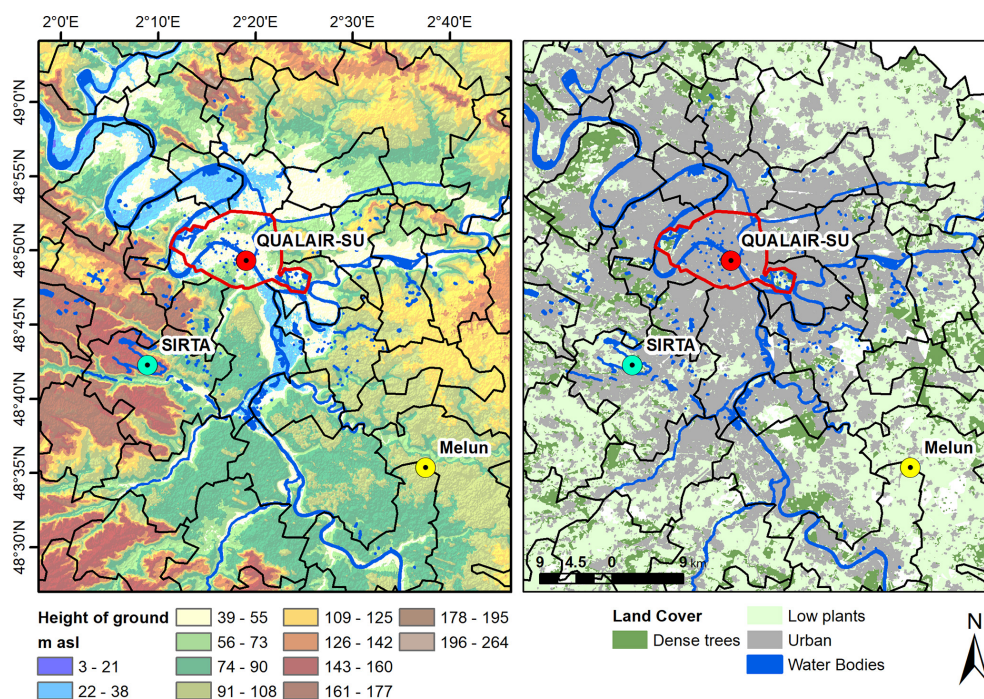 2°0'E 2°10'E 2°20'E 2°30'E 2°40'E
49°0'N
48°55'N
48°50'N
48°45'N
48°40'N
48°35'N
48°30'N
QUALAIR-SU
SIRTA
Melun
QUALAIR-SU
SIRTA
Melun
9 4.5 0 9 km
Height of ground
m asl
3 - 21
22 - 38
39 - 55
56 - 73
74 - 90
91 - 108
109 - 125
126 - 142
143 - 160
161 - 177
178 - 195
196 - 264
Land Cover
Dense trees
Low plants
Urban
Water Bodies
N